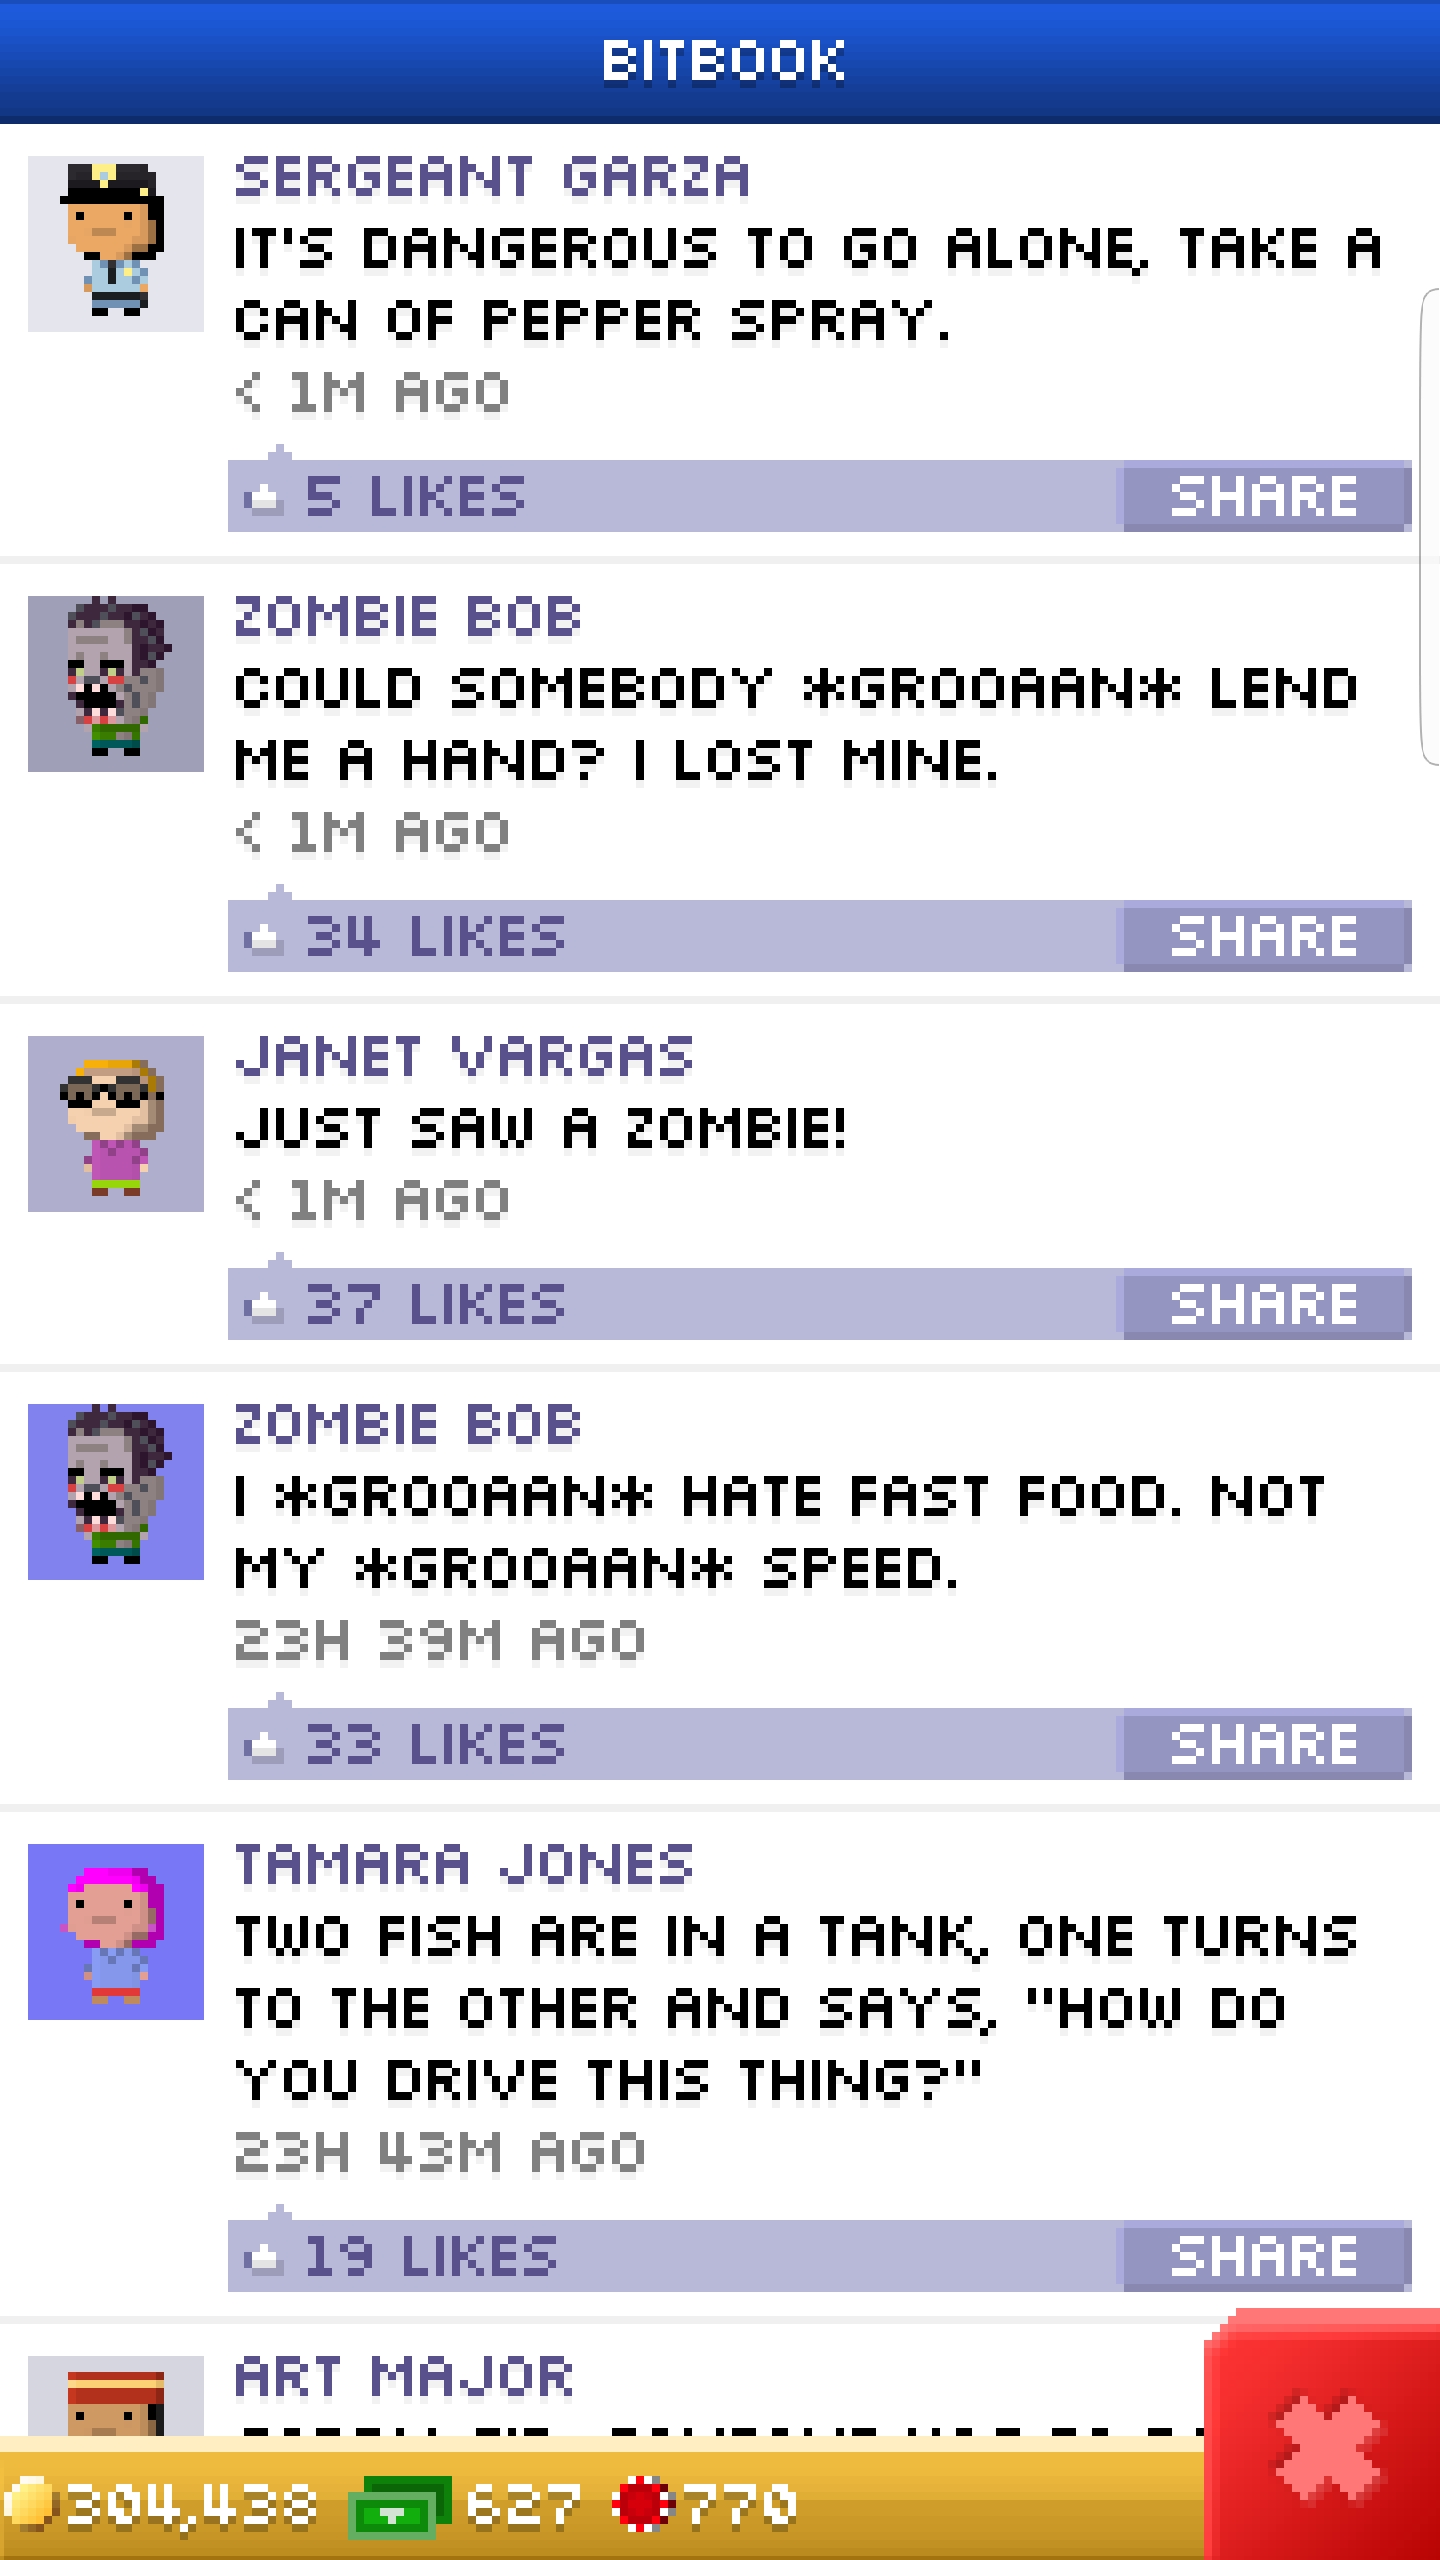 BITBOOK
SERGEANT GARZA
IT'S DANGEROUS TO GO ALONE, TAKE A
CAN OF PEPPER SPRAY.
< 1M AGO
5 LIKES
SHARE
ZOMBIE BOB
COULD SOMEBODY *GROOAAN* LEND
ME A HAND? I LOST MINE.
< 1M AGO
34 LIKES
SHARE
JANET VARGAS
JUST SAW A ZOMBIE!
< 1M AGO
37 LIKES
SHARE
ZOMBIE BOB
I *GROOAAN* HATE FAST FOOD. NOT
MY *GROOAAN* SPEED.
23H 39M AGO
33 LIKES
SHARE
TAMARA JONES
TWO FISH ARE IN A TANK, ONE TURNS
TO THE OTHER AND SAYS, "HOW DO
YOU DRIVE THIS THING?"
23H 43M AGO
19 LIKES
SHARE
ART MAJOR
304,438 627 770